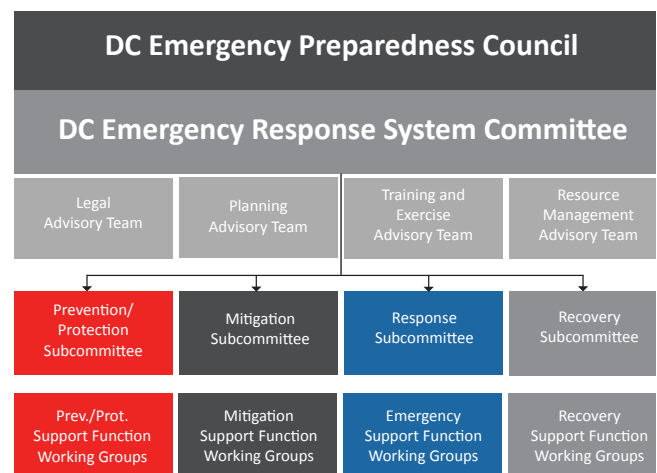 DC Emergency Preparedness Council
DC Emergency Response System Committee
Legal
Advisory Team
Planning
Advisory Team
Training and
Exercise
Advisory Team
Resource
Management
Advisory Team
Prevention/
Protection
Subcommittee
Mitigation
Subcommittee
Response
Subcommittee
Recovery
Subcommittee
Prev./Prot.
Support Function
Working Groups
Mitigation
Support Function
Working Groups
Emergency
Support Function
Working Groups
Recovery
Support Function
Working Groups